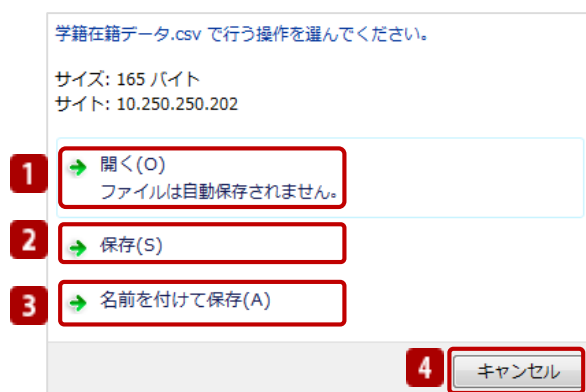 学籍在籍データ.csv で行う操作を選んでください。
サイズ: 165 バイト
サイト: 10.250.250.202
1
開く(O)
ファイルは自動保存されません。
2
保存(S)
3
名前を付けて保存(A)
4
キャンセル